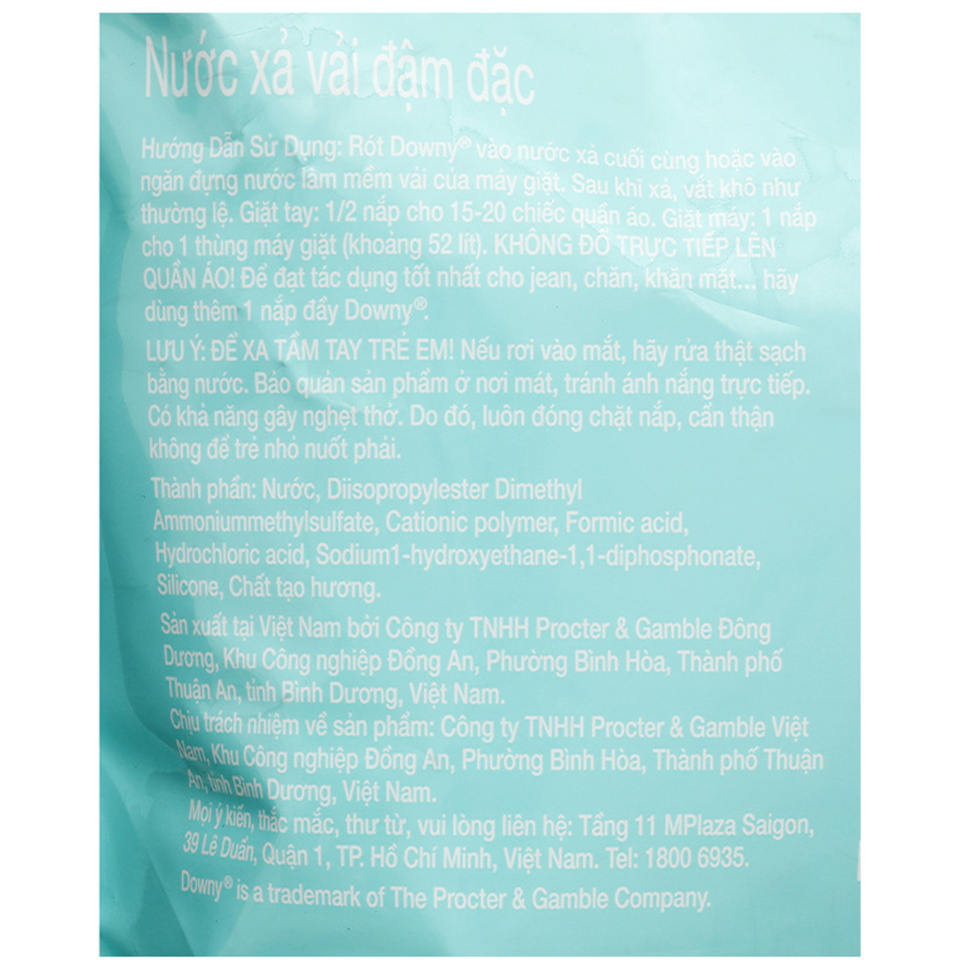 Nước xả vải đậm đặc
Hướng Dẫn Sử Dụng: Rót Downy® vào nước xả cuối cùng hoặc vào
ngăn đựng nước làm mềm vải của máy giặt. Sau khi xả, vắt khô như
thường lệ. Giặt tay: 1/2 nắp cho 15-20 chiếc quần áo. Giặt máy: 1 nắp
cho 1 thùng máy giặt (khoảng 52 lít). KHÔNG ĐỔ TRỰC TIẾP LÊN
QUẦN ÁO! Để đạt tác dụng tốt nhất cho jean, chăn, khăn mặt... hãy
dùng thêm 1 nắp đầy Downy®.
LƯU Ý: ĐỂ XA TẦM TAY TRẺ EM! Nếu rơi vào mắt, hãy rửa thật sạch
bằng nước. Bảo quản sản phẩm ở nơi mát, tránh ánh nắng trực tiếp.
Có khả năng gây nghẹt thở. Do đó, luôn đóng chặt nắp, cẩn thận
không để trẻ nhỏ nuốt phải.
Thành phần: Nước, Diisopropylester Dimethyl
Ammoniummethylsulfate, Cationic polymer, Formic acid,
Hydrochloric acid, Sodium1-hydroxyethane-1,1-diphosphonate,
Silicone, Chất tạo hương.
Sản xuất tại Việt Nam bởi Công ty TNHH Procter & Gamble Đông
Dương, Khu Công nghiệp Đồng An, Phường Bình Hòa, Thành phố
Thuận An, tỉnh Bình Dương, Việt Nam.
Chịu trách nhiệm về sản phẩm: Công ty TNHH Procter & Gamble Việt
Nam, Khu Công nghiệp Đồng An, Phường Bình Hòa, Thành phố Thuận
An, tỉnh Bình Dương, Việt Nam.
Mọi ý kiến, thắc mắc, thư từ, vui lòng liên hệ: Tầng 11 MPlaza Saigon,
39 Lê Duẩn, Quận 1, TP. Hồ Chí Minh, Việt Nam. Tel: 1800 6935.
Downy® is a trademark of The Procter & Gamble Company.